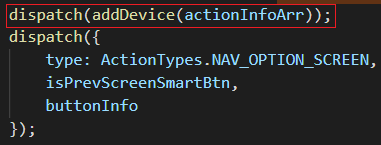 dispatch(addDevice(actionInfoArr));
dispatch({
    type: ActionTypes.NAV_OPTION_SCREEN,
    isPrevScreenSmartBtn,
    buttonInfo
});